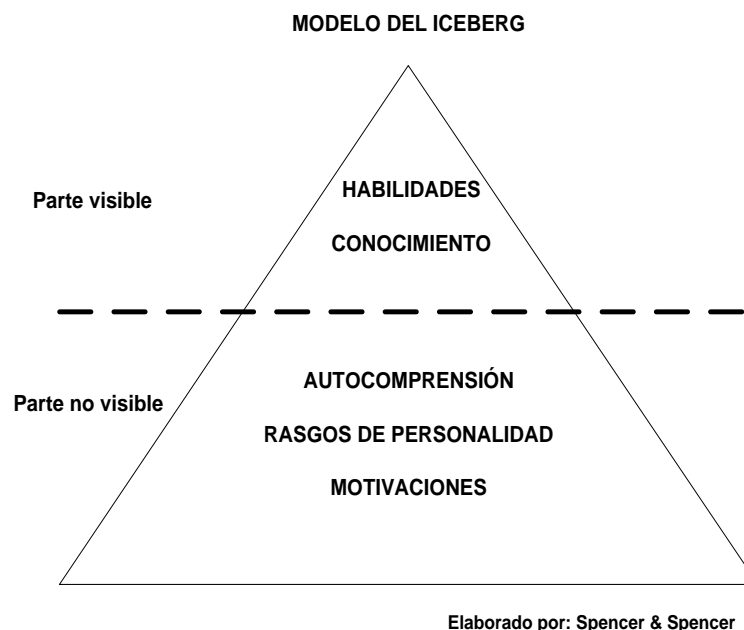 MODELO DEL ICEBERG
HABILIDADES
Parte visible
CONOCIMIENTO
AUTOCOMPRENSIÓN
Parte no visible
RASGOS DE PERSONALIDAD
MOTIVACIONES
Elaborado por: Spencer & Spencer